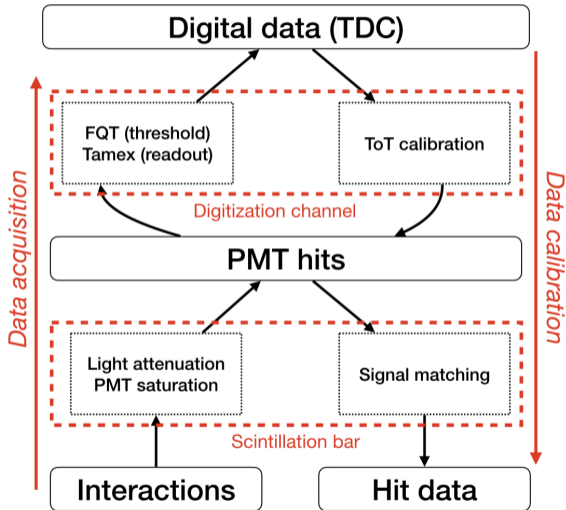 Digital data (TDC)
FQT (threshold)
Tamex (readout)
ToT calibration
Digitization channel
Data acquisition
Data calibration
PMT hits
Light attenuation
PMT saturation
Signal matching
Scintillation bar
Interactions
Hit data